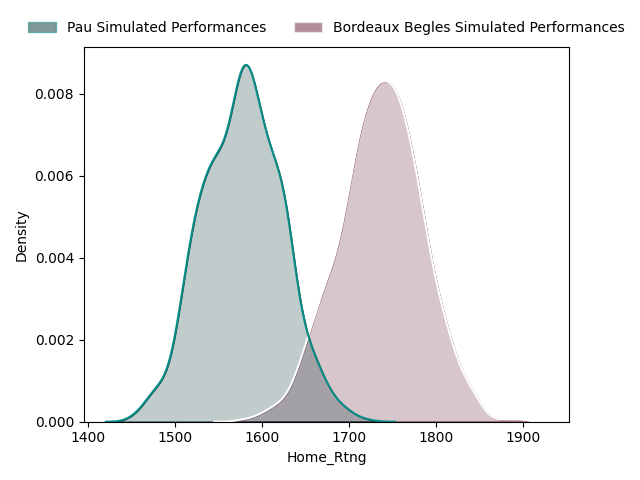 Pau Simulated Performances Bordeaux Begles Simulated Performances
0.008
0.006
0.004
0.002
0.000
Density
1400 1500 1600 1700 1800 1900
Home_Rtng